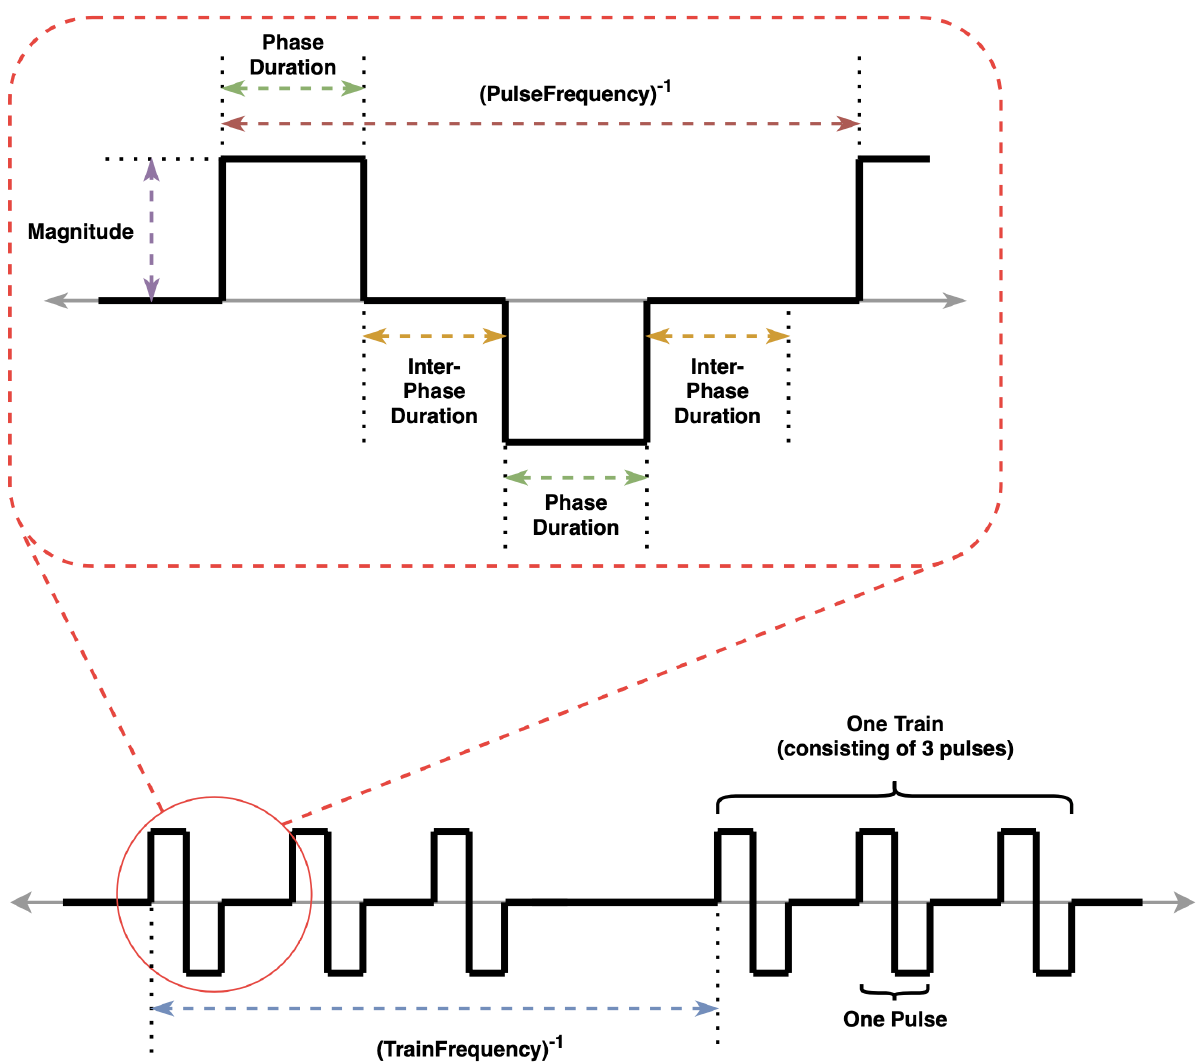 Phase
Duration
(PulseFrequency)-1
Magnitude
Inter-
Phase
Duration
Inter-
Phase
Duration
Phase
Duration
One Train
(consisting of 3 pulses)
One Pulse
(TrainFrequency)-1